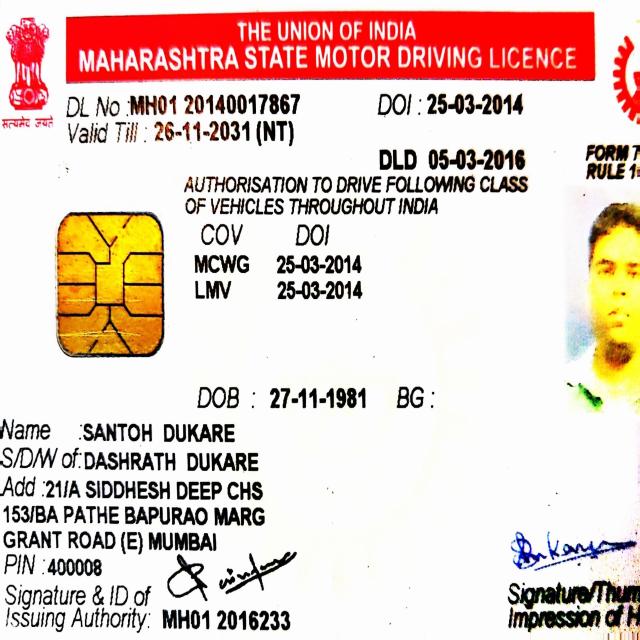 THE UNION OF INDIA
MAHARASHTRA STATE MOTOR DRIVING LICENCE
सत्यमेव जयते
DL No : MH01 20140017867 DOI : 25-03-2014
Valid Till : 26-11-2031 (NT)
DLD 05-03-2016
FORM 7
RULE 1
AUTHORISATION TO DRIVE FOLLOWING CLASS
OF VEHICLES THROUGHOUT INDIA
COV DOI
MCWG 25-03-2014
LMV 25-03-2014
DOB : 27-11-1981 BG :
Name : SANTOH DUKARE
S/D/W of : DASHRATH DUKARE
Add : 21/A SIDDHESH DEEP CHS
153/BA PATHE BAPURAO MARG
GRANT ROAD (E) MUMBAI
PIN : 400008
Signature & ID of
Issuing Authority: MH01 2016233
Signature/Thum
Impression of H